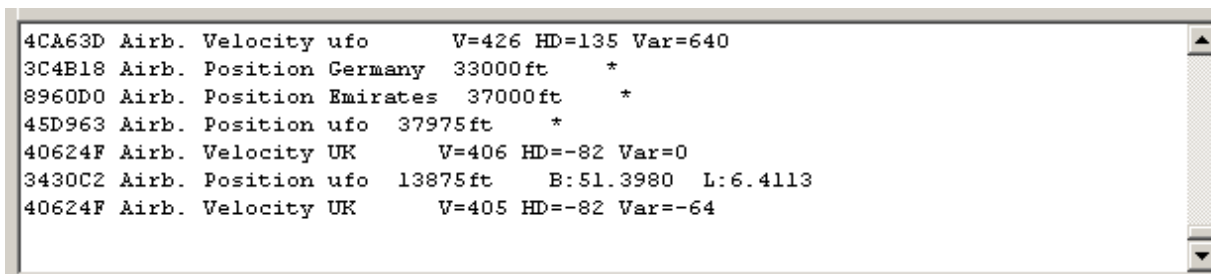 4CA63D Airb. Velocity ufo V=426 HD=135 Var=640
3C4B18 Airb. Position Germany 33000ft *
8960D0 Airb. Position Emirates 37000ft *
45D963 Airb. Position ufo 37975ft *
40624F Airb. Velocity UK V=406 HD=-82 Var=0
3430C2 Airb. Position ufo 13875ft B:51.3980 L:6.4113
40624F Airb. Velocity UK V=405 HD=-82 Var=-64